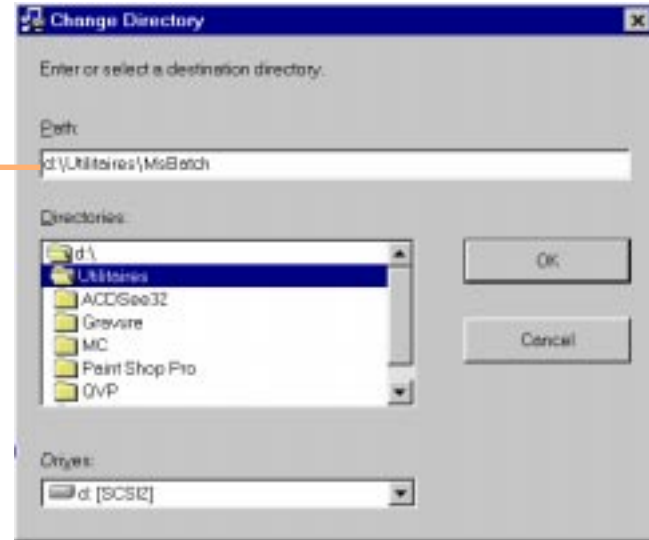 Change Directory
Enter or select a destination directory.
Path:
d:\Utilitaires\MsBatch
Directories:
d:\
Utilitaires
ACDSee32
Gravure
MC
Paint Shop Pro
QVP
OK
Cancel
Drives:
d: [SCSI2]